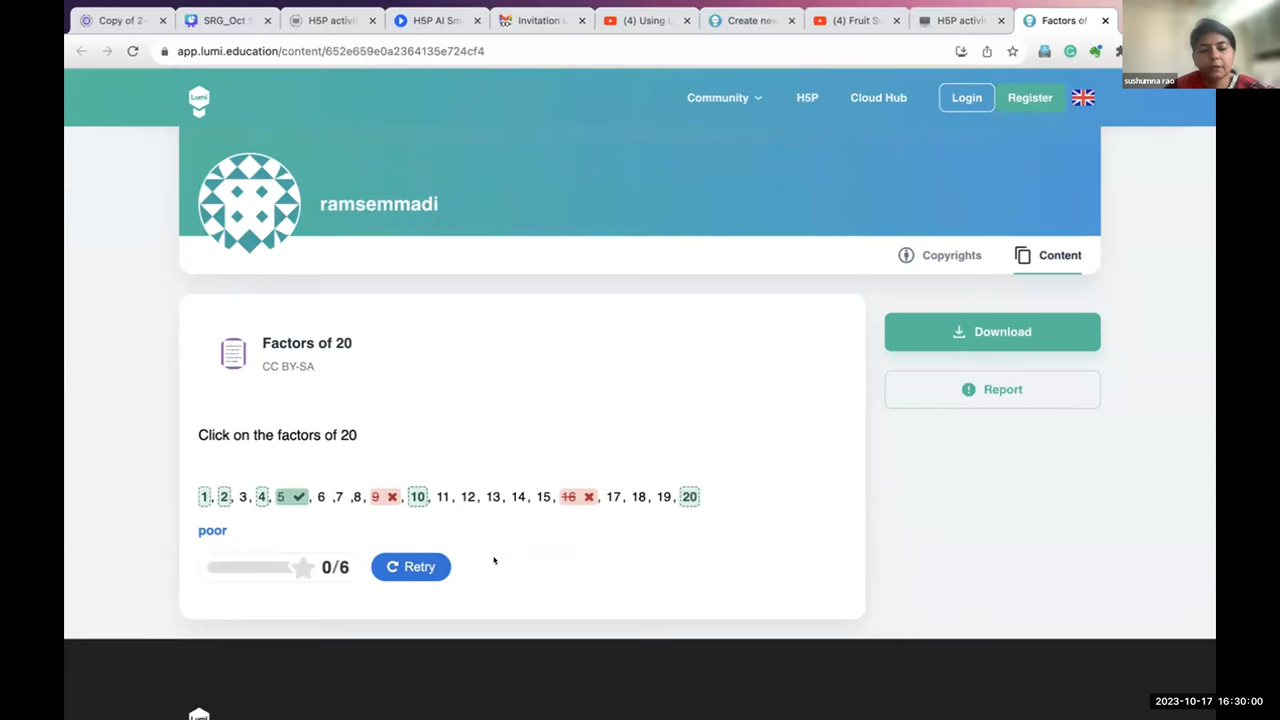 Copy of 2-
SRG_Oct 1
H5P activi
H5P AI Sm
Invitation
(4) Using
Create new
(4) Fruit S
H5P activi
Factors of
app.lumi.education/content/652e659e0a2364135e724cf4
sushumna rao
Lumi
Community
H5P
Cloud Hub
Login
Register
ramsemmadi
Copyrights
Content
Factors of 20
CC BY-SA
Download
Report
Click on the factors of 20
1, 2, 3, 4, 5, 6 ,7 ,8, 9, 10, 11, 12, 13, 14, 15, 16, 17, 18, 19, 20
poor
0/6
Retry
Lumi
2023-10-17 16:30:00